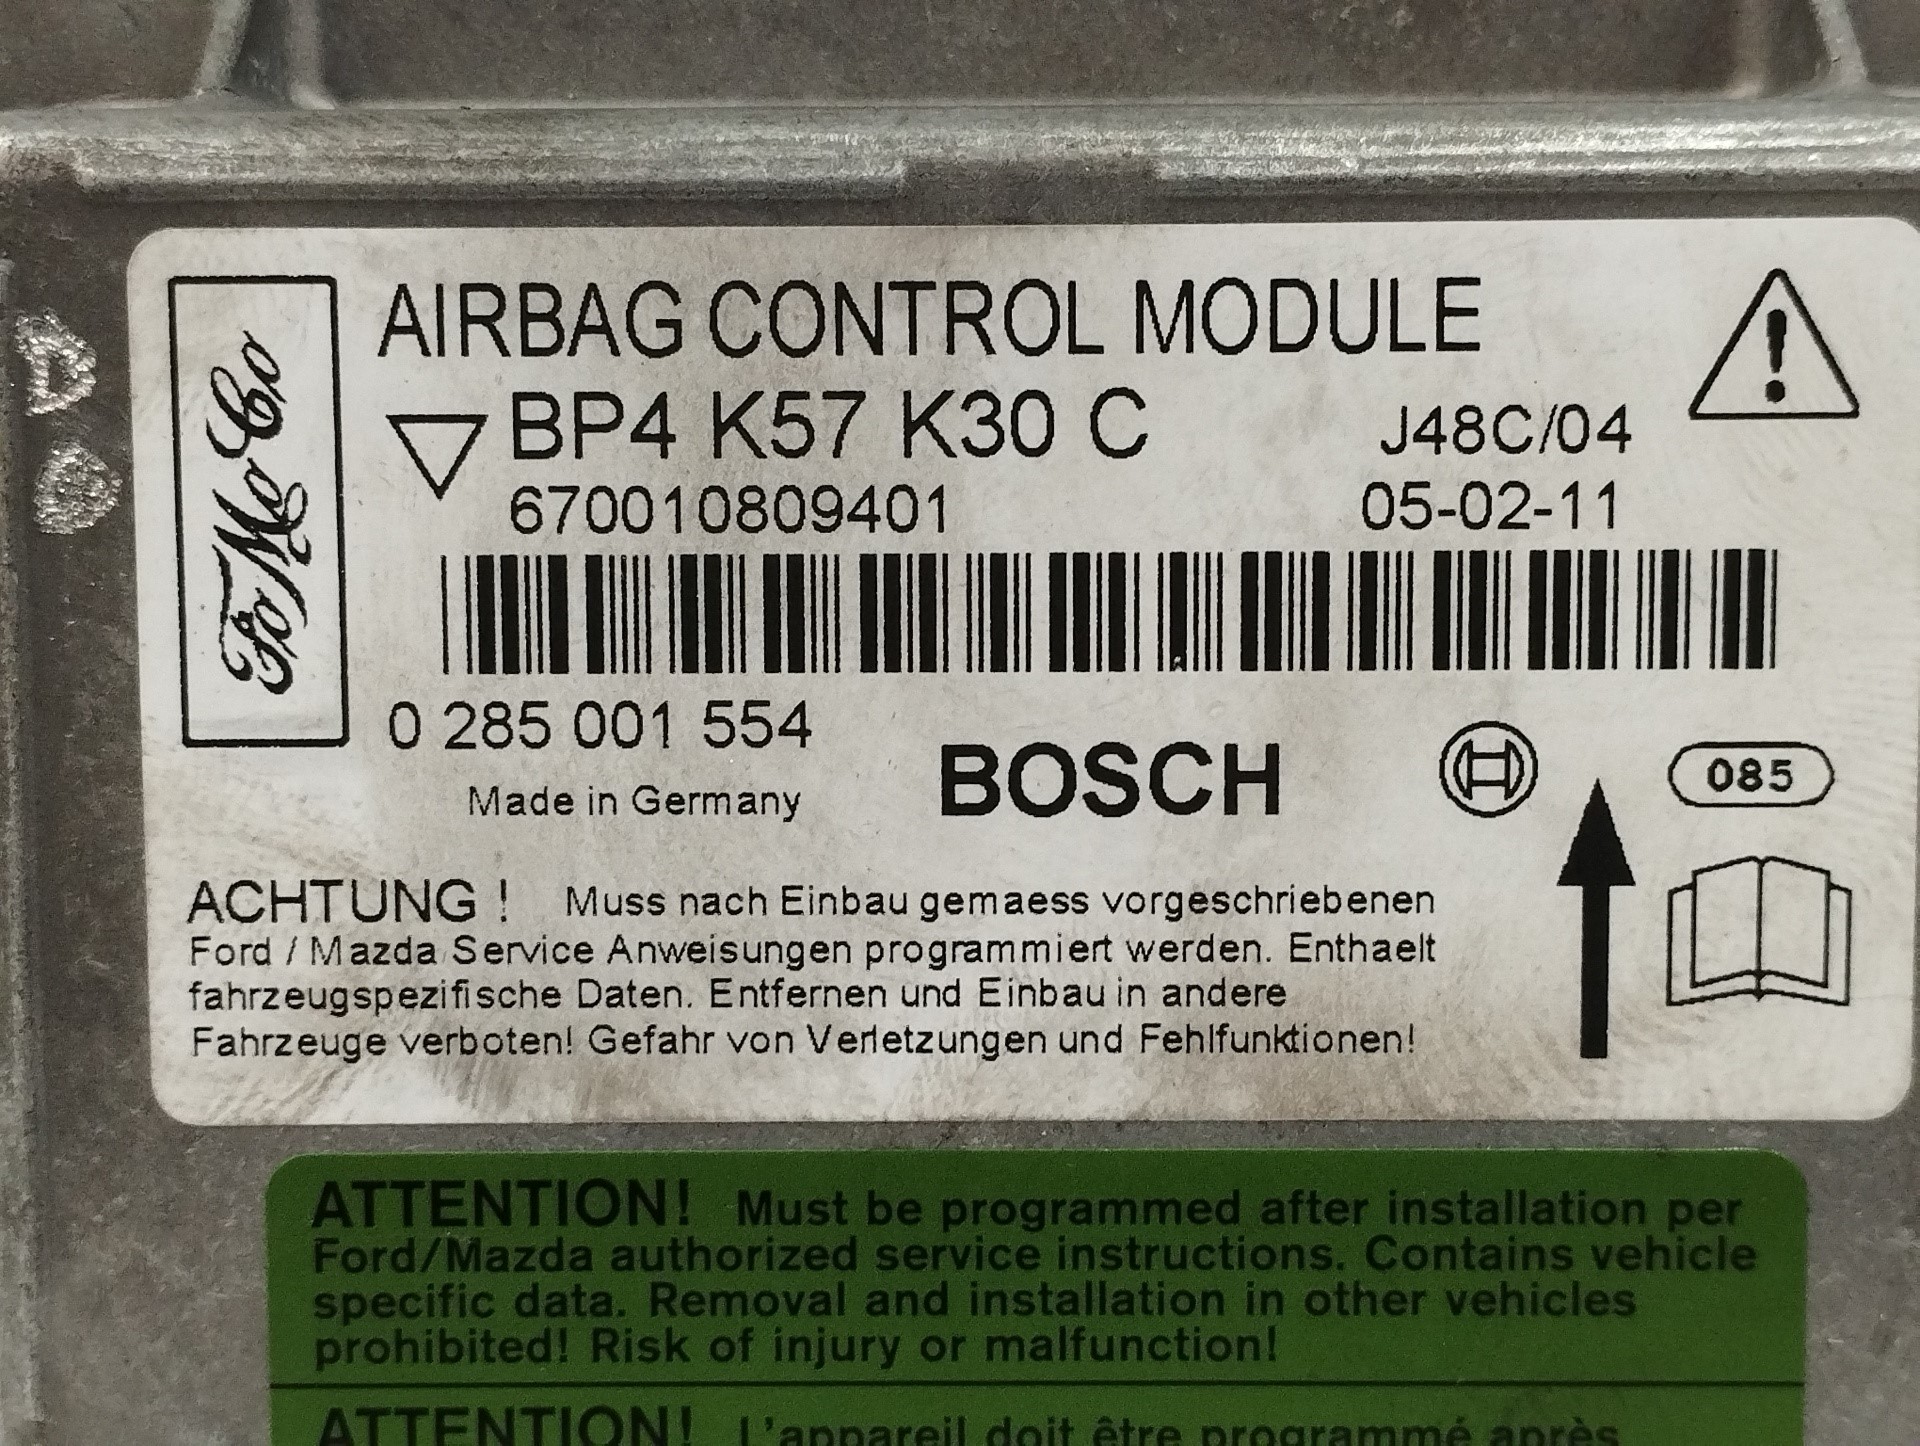 FoMoCo
AIRBAG CONTROL MODULE
BP4 K57 K30 C
J48C/04
670010809401
05-02-11
0 285 001 554
Made in Germany
BOSCH
085
ACHTUNG ! Muss nach Einbau gemaess vorgeschriebenen
Ford / Mazda Service Anweisungen programmiert werden. Enthaelt
fahrzeugspezifische Daten. Entfernen und Einbau in andere
Fahrzeuge verboten! Gefahr von Verletzungen und Fehlfunktionen!
ATTENTION! Must be programmed after installation per
Ford/Mazda authorized service instructions. Contains vehicle
specific data. Removal and installation in other vehicles
prohibited! Risk of injury or malfunction!
ATTENTION! L'appareil doit être programmé après